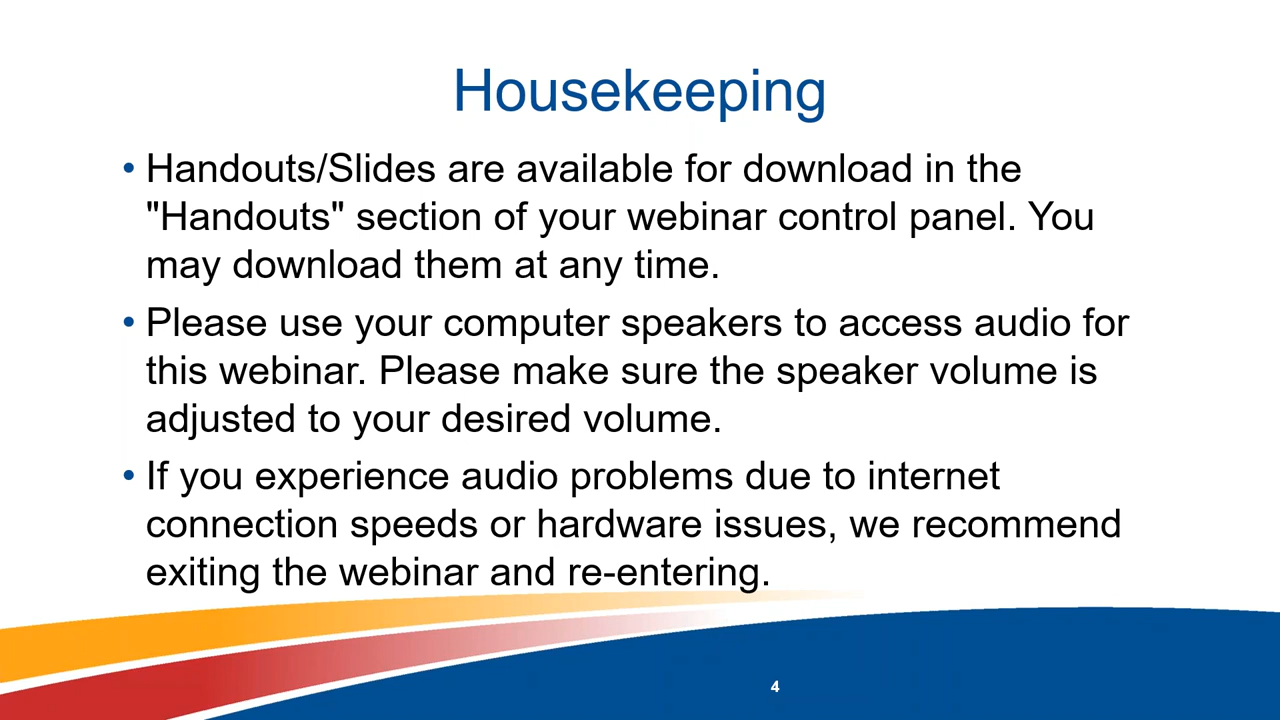 Housekeeping
• Handouts/Slides are available for download in the
"Handouts" section of your webinar control panel. You
may download them at any time.
• Please use your computer speakers to access audio for
this webinar. Please make sure the speaker volume is
adjusted to your desired volume.
• If you experience audio problems due to internet
connection speeds or hardware issues, we recommend
exiting the webinar and re-entering.
4